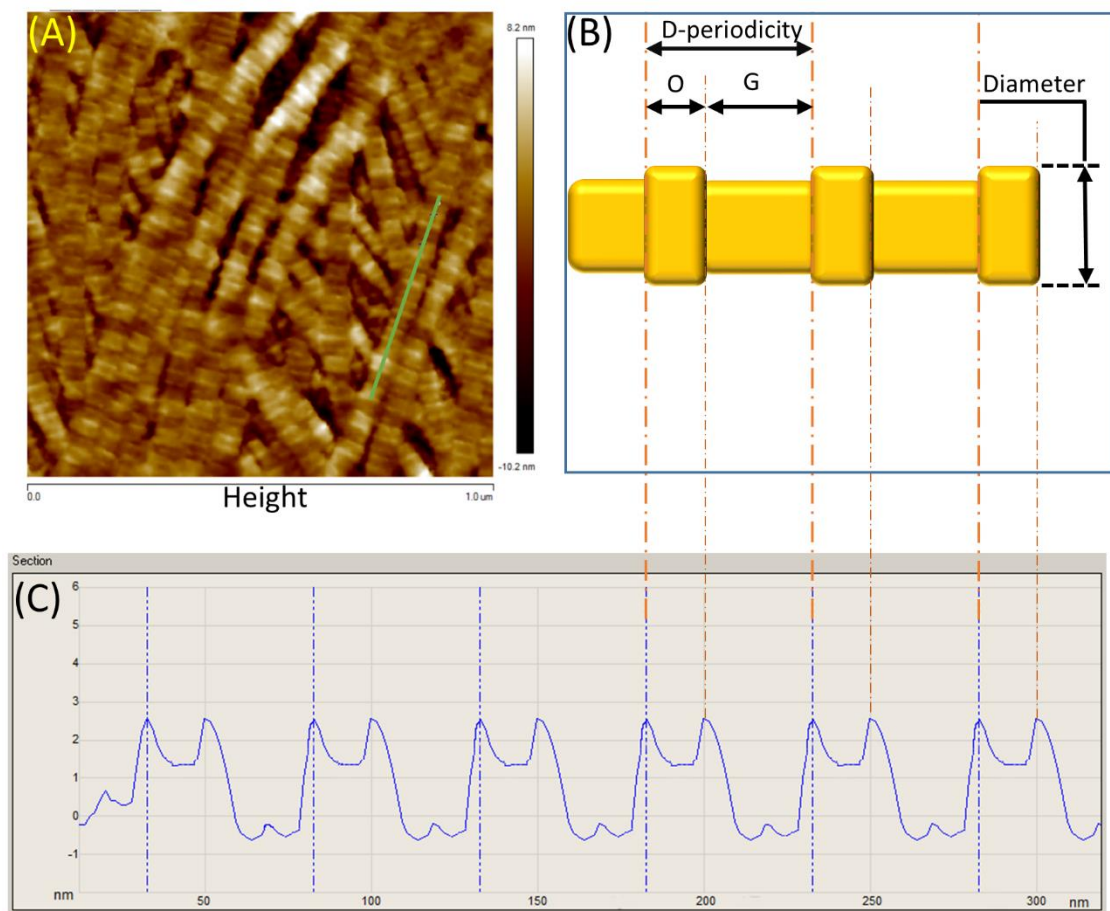 (A)
8.2 nm
-10.2 nm
0.0
Height
1.0 um
(B)
D-periodicity
O
G
Diameter
Section
(C)
6
5
4
3
2
1
0
-1
nm
50
100
150
200
250
300
nm